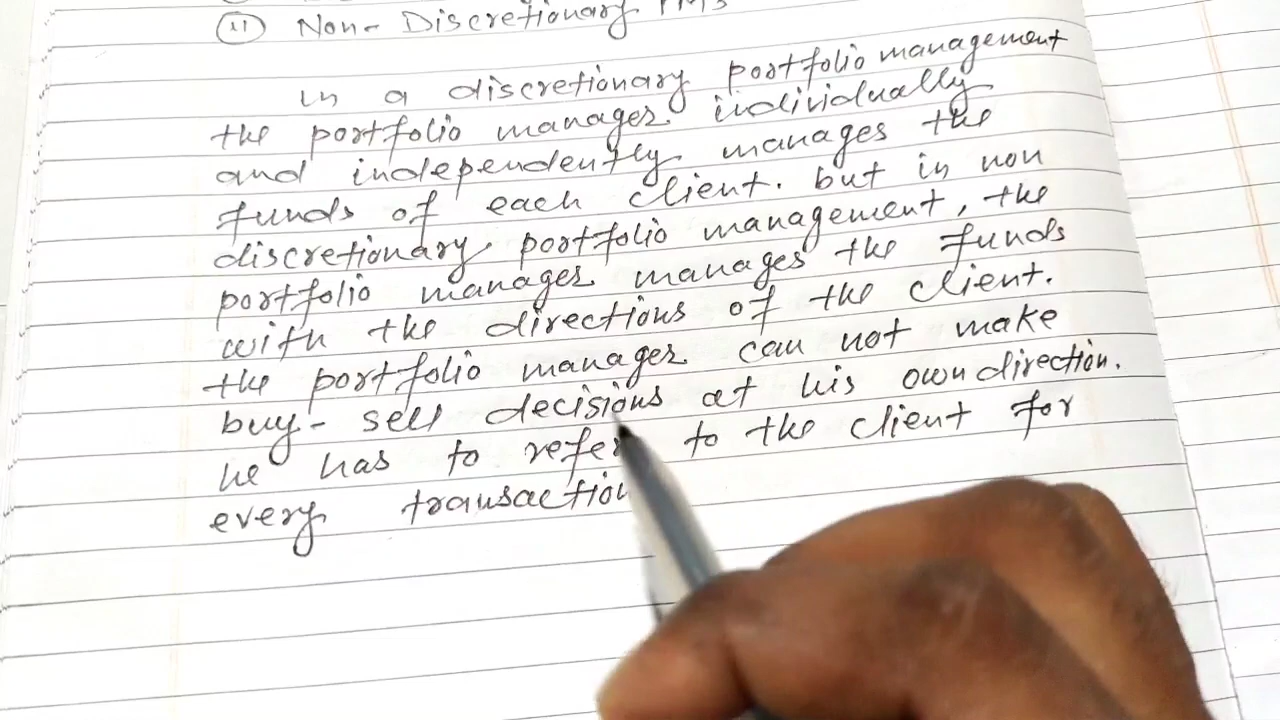 (ii) Non-Discretionary PMS
in a discretionary portfolio management
the portfolio manager individually
and independently manages the
funds of each client. but in non
discretionary portfolio management, the
portfolio manager manages the funds
with the directions of the client.
the portfolio manager can not make
buy-sell decisions at his own direction.
he has to refer to the client for
every transaction